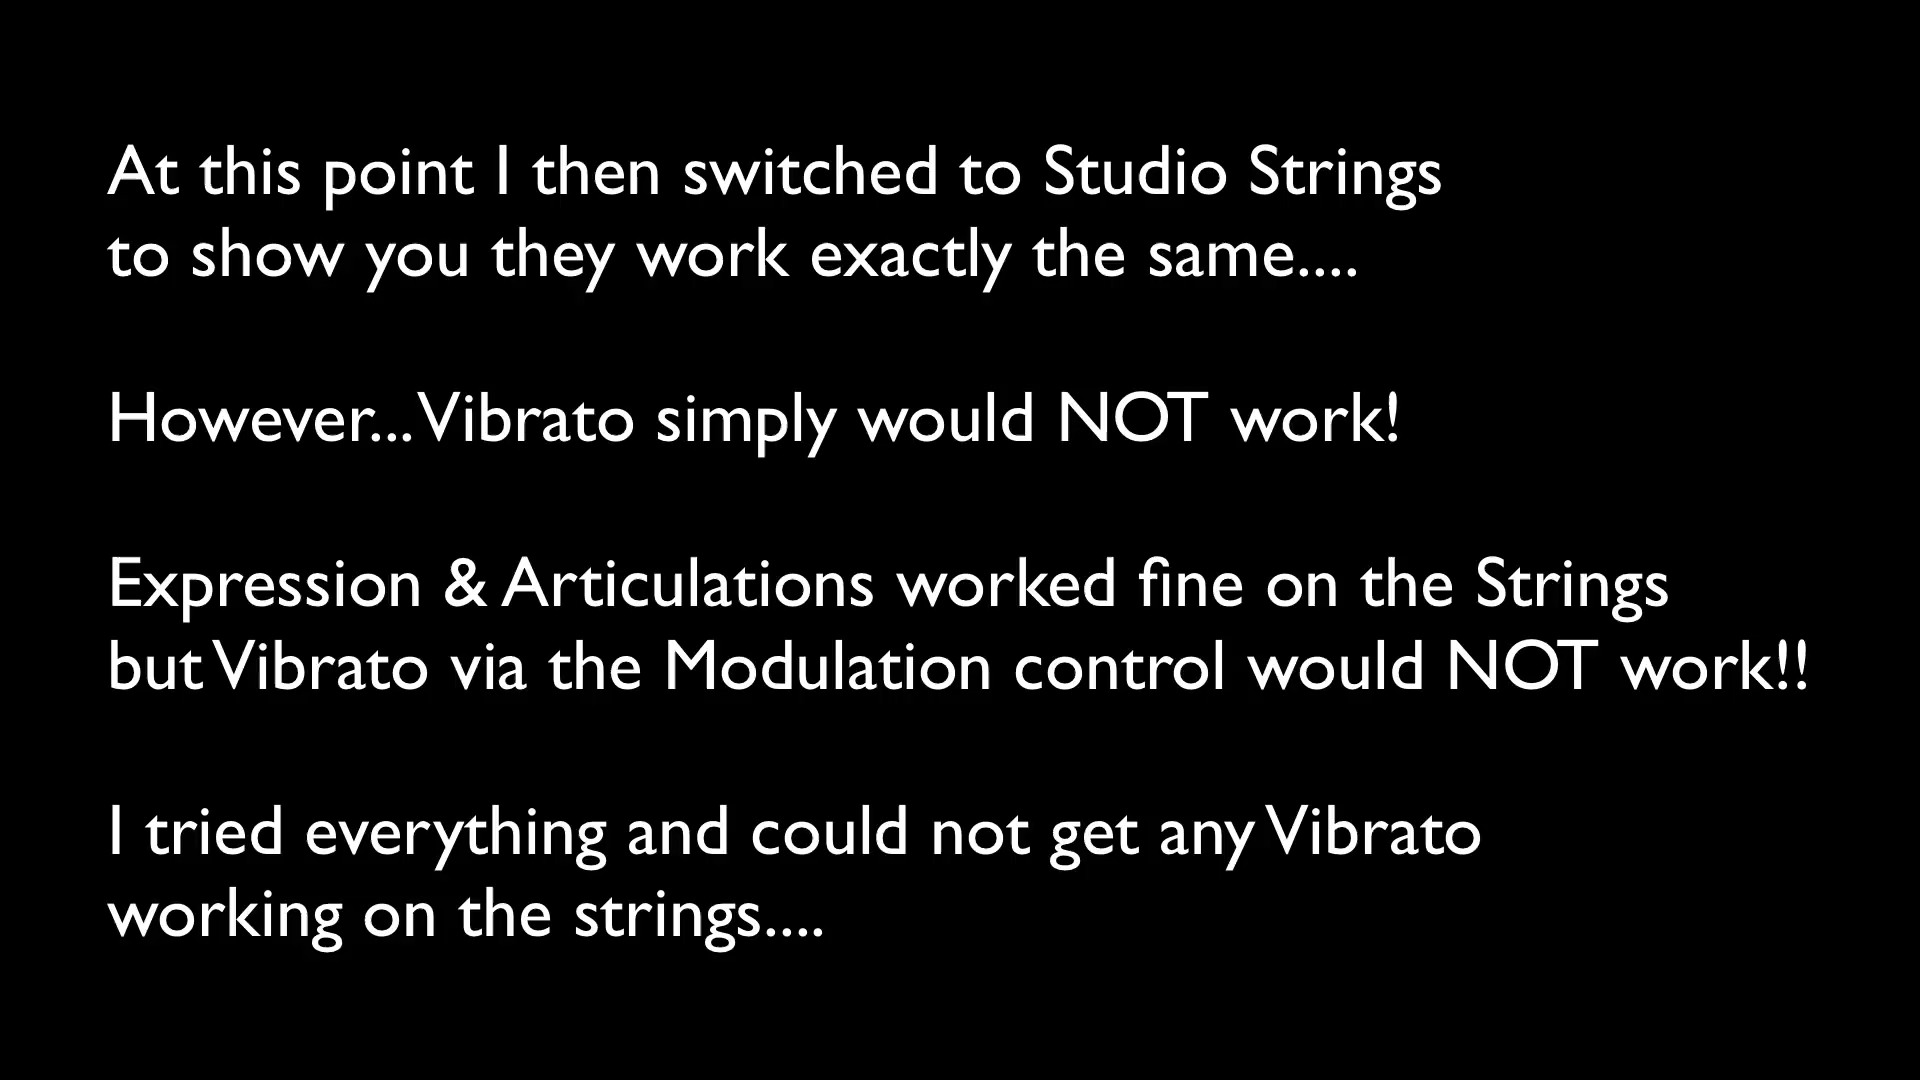 At this point I then switched to Studio Strings
to show you they work exactly the same....
However... Vibrato simply would NOT work!
Expression & Articulations worked fine on the Strings
but Vibrato via the Modulation control would NOT work!!
I tried everything and could not get any Vibrato
working on the strings....